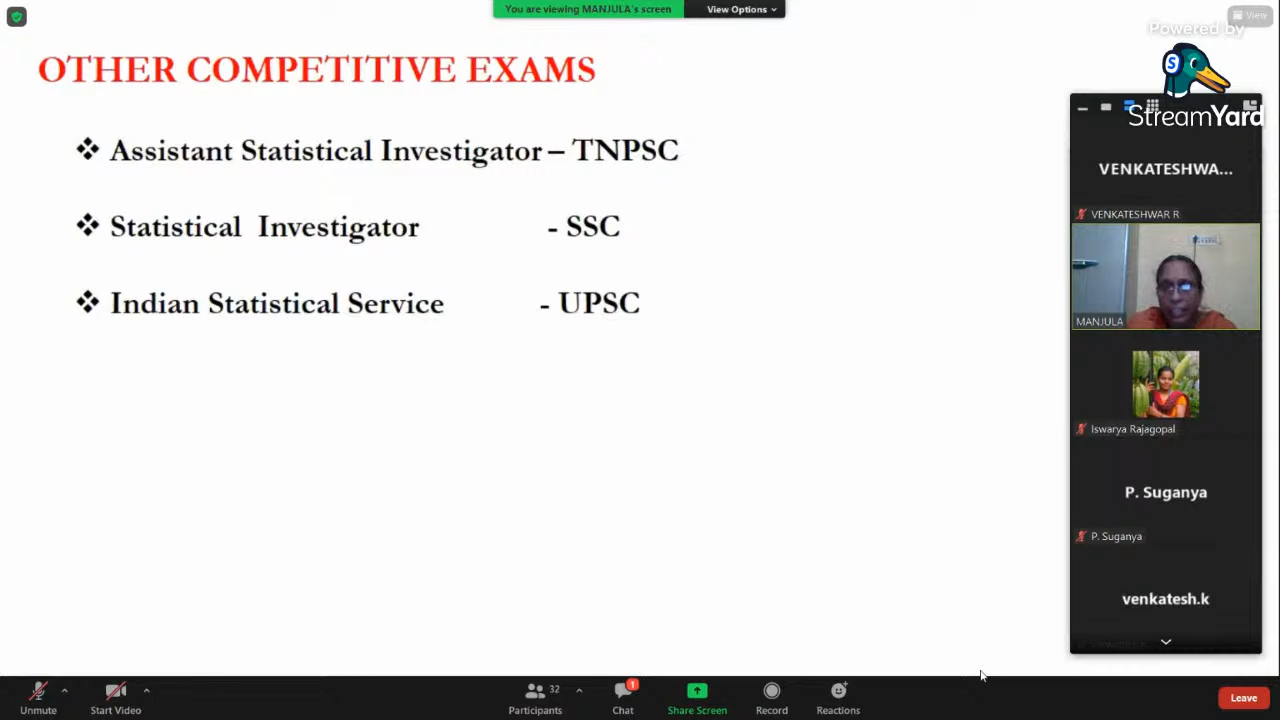 You are viewing MANJULA's screen
View Options
View
Powered by
StreamYard
OTHER COMPETITIVE EXAMS
❖ Assistant Statistical Investigator – TNPSC
❖ Statistical Investigator - SSC
❖ Indian Statistical Service - UPSC
VENKATESHWA...
VENKATESHWAR R
MANJULA
Iswarya Rajagopal
P. Suganya
P. Suganya
venkatesh.k
Unmute
Start Video
32
Participants
1
Chat
Share Screen
Record
Reactions
Leave